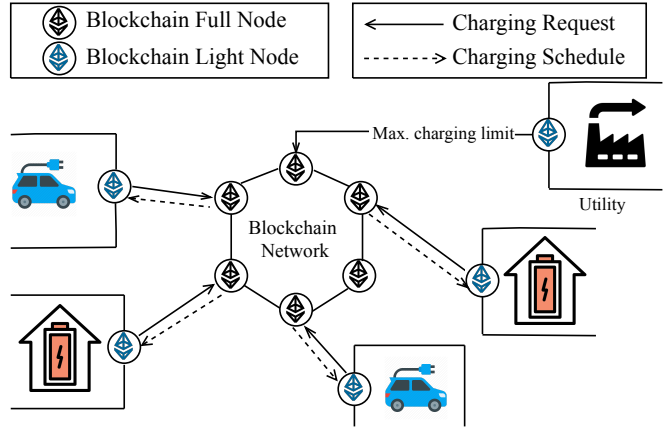 Blockchain Full Node
Blockchain Light Node
Charging Request
Charging Schedule
Max. charging limit
Utility
Blockchain
Network